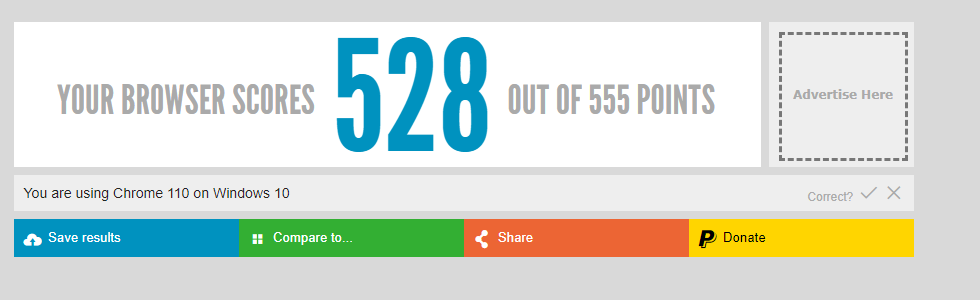 YOUR BROWSER SCORES 528 OUT OF 555 POINTS
Advertise Here
You are using Chrome 110 on Windows 10
Correct?
Save results
Compare to...
Share
Donate